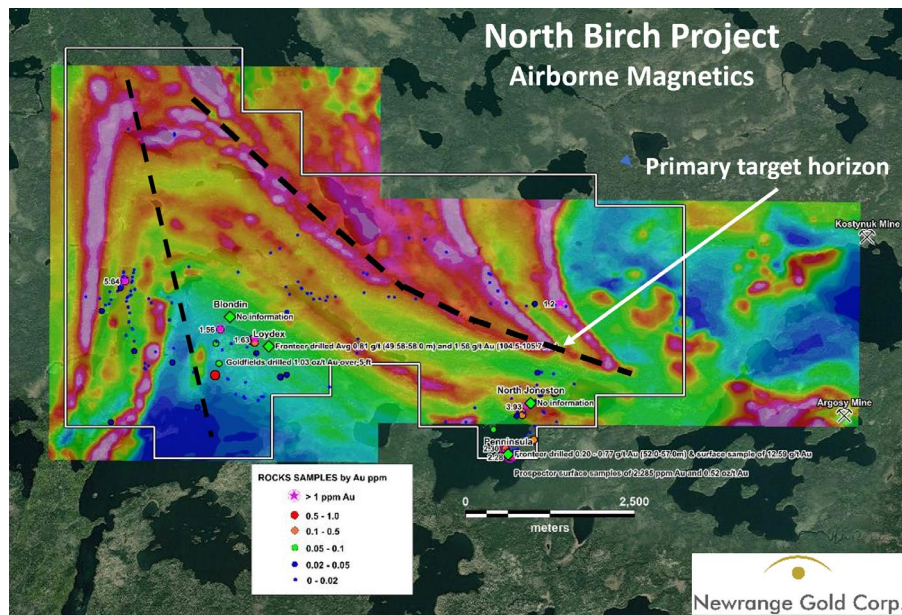 North Birch Project
Airborne Magnetics
Primary target horizon
Kostynuk Mine
5.64
1.2
Blondin
No information
1.56
Loydex
1.63
Fronteer drilled Avg 0.81 g/t (49.58-58.0 m) and 1.58 g/t Au (104.5-105.7
Goldfields drilled 1.03 oz/t Au over 5 ft
North Joneston
No information
3.93
Argosy Mine
Penninsula
2.30
2.28
Fronteer drilled 0.20 - 0.77 g/t Au (52.0-57.0m) & surface sample of 12.59 g/t Au
Prospector surface samples of 2.285 ppm Au and 0.52 oz/t Au
ROCKS SAMPLES by Au ppm
> 1 ppm Au
0.5 - 1.0
0.1 - 0.5
0.05 - 0.1
0.02 - 0.05
0 - 0.02
0 2,500
meters
Newrange Gold Corp.